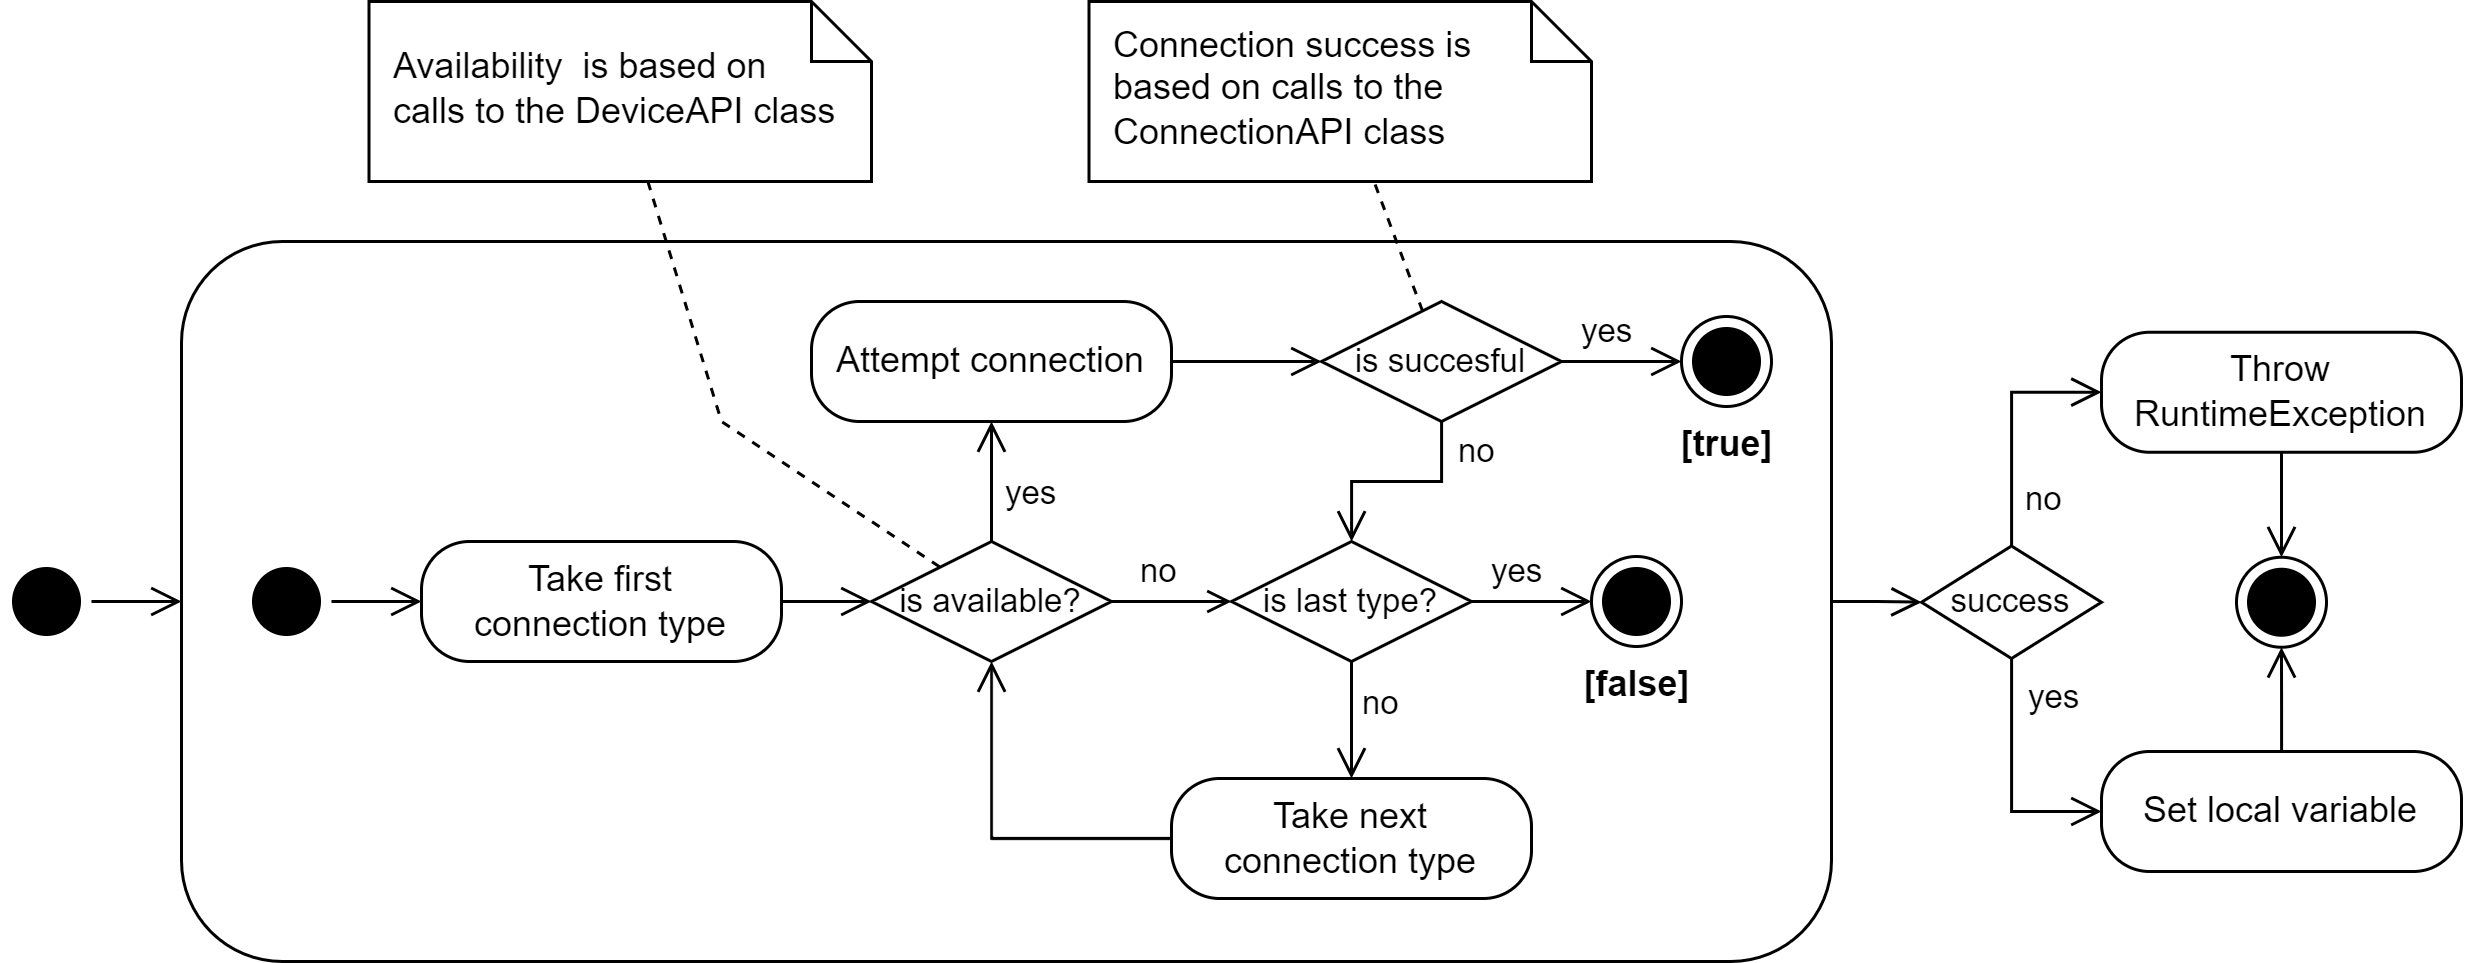 Availability  is based on
calls to the DeviceAPI class
Connection success is
based on calls to the
ConnectionAPI class
Attempt connection
is succesful
yes
[true]
no
yes
Take first
connection type
is available?
no
is last type?
yes
[false]
no
Take next
connection type
success
no
Throw
RuntimeException
yes
Set local variable